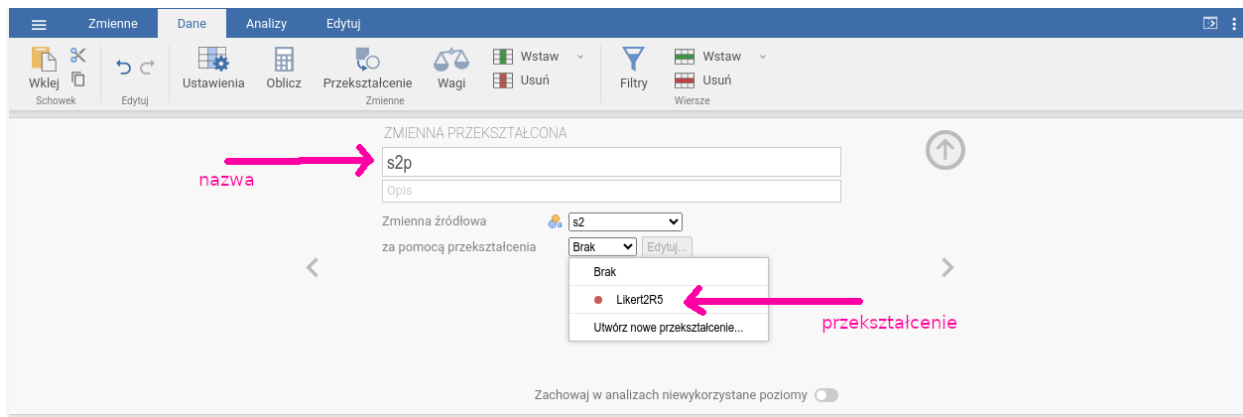 Zmienne Dane Analizy Edytuj
Wklej Ustawienia Oblicz Przekształcenie Wagi Wstaw Usuń Filtry Wstaw Usuń
Schowek Edytuj Zmienne Wiersze
ZMIENNA PRZEKSZTAŁCONA
s2p
nazwa
Opis
Zmienna źródłowa s2
za pomocą przekształcenia Brak Edytuj...
Brak
Likert2R5
przekształcenie
Utwórz nowe przekształcenie...
Zachowaj w analizach niewykorzystane poziomy